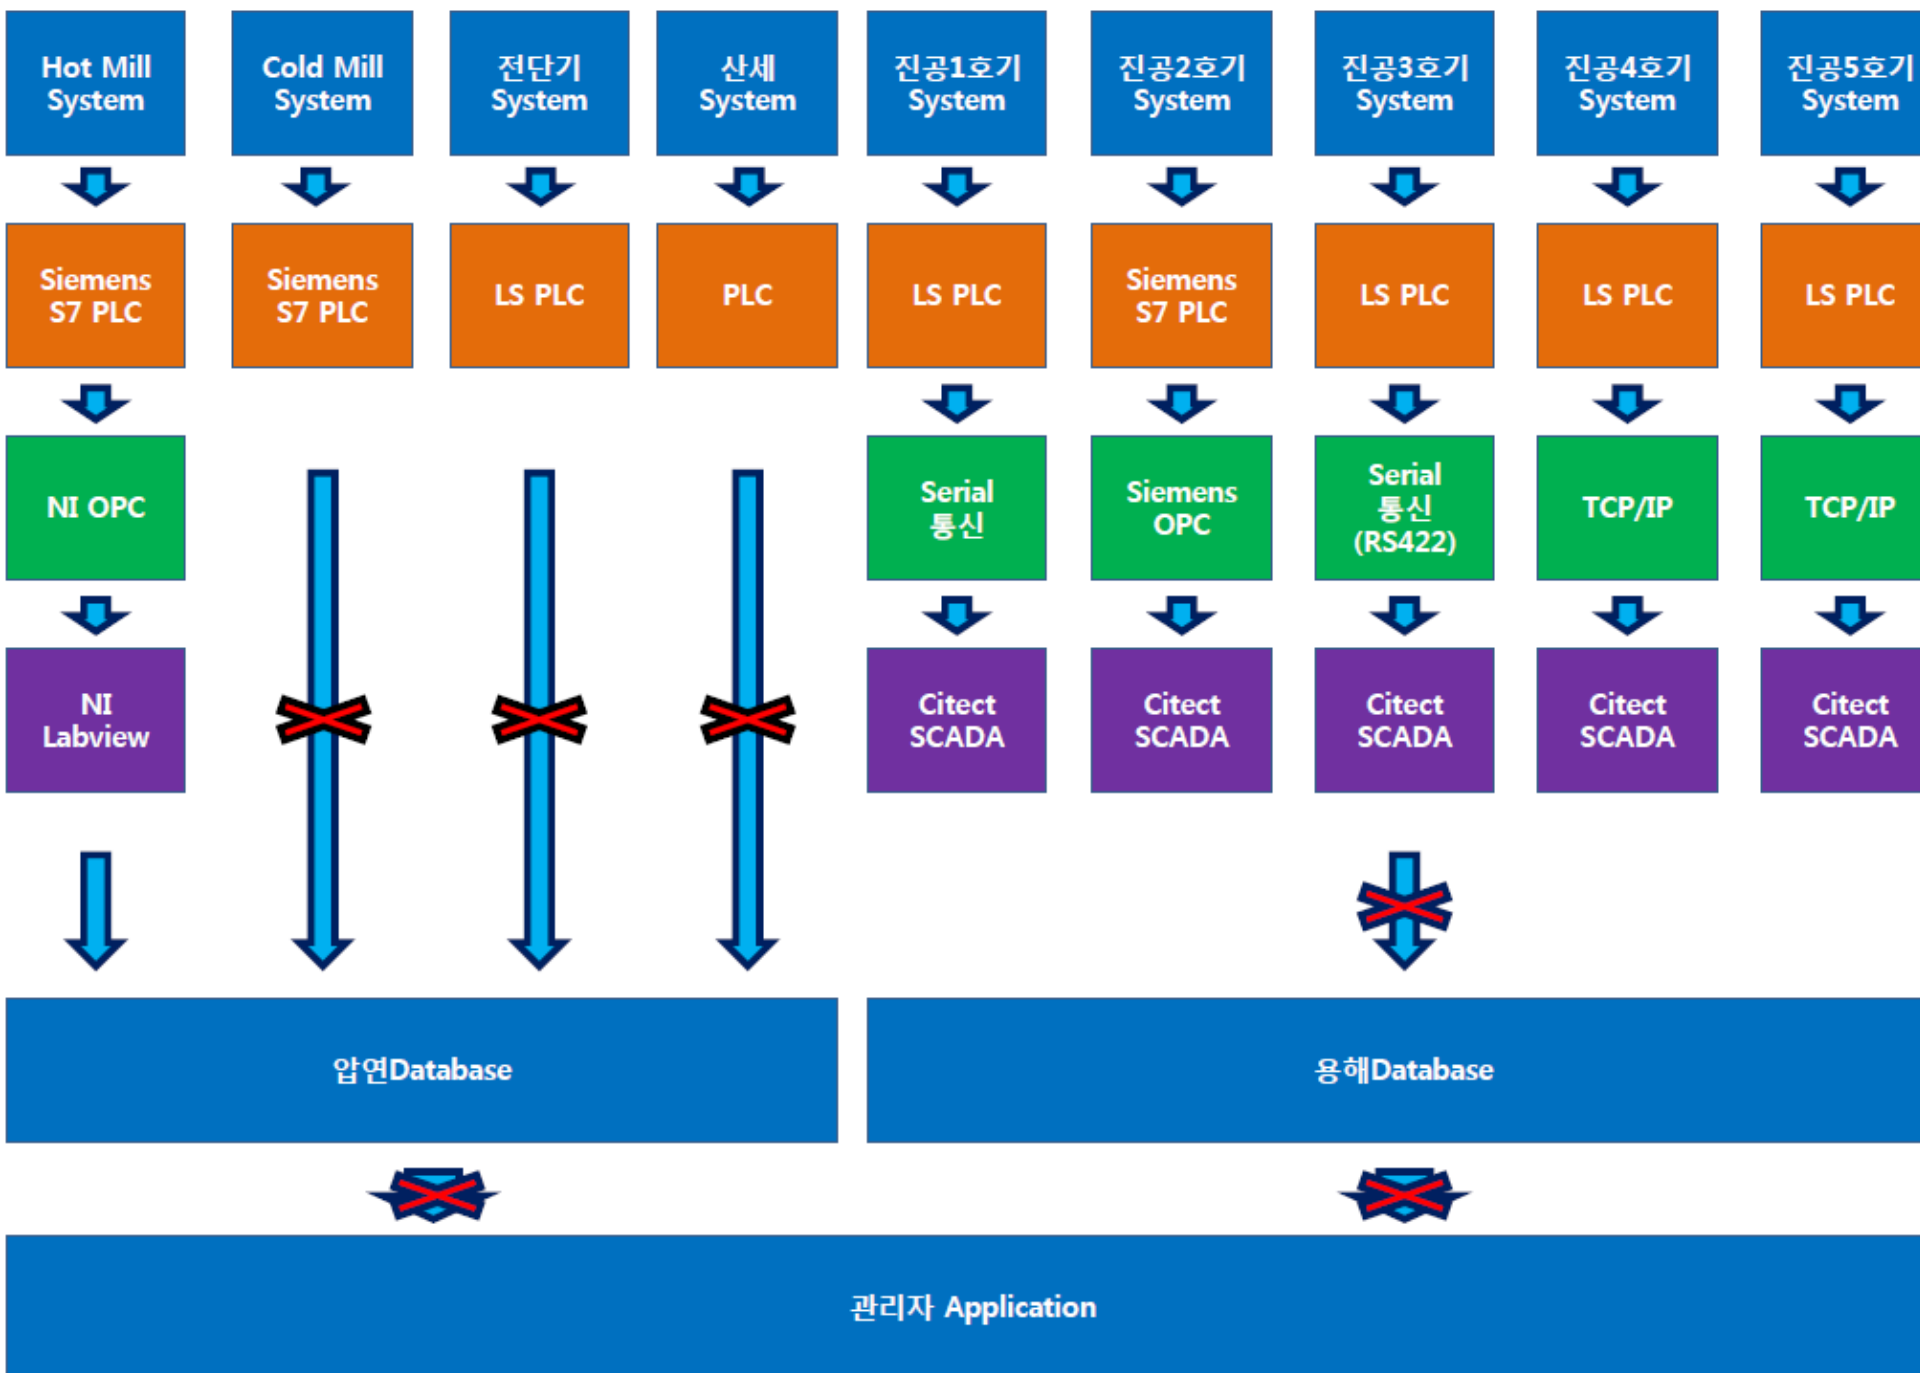 Hot Mill
System
Cold Mill
System
전단기
System
산세
System
진공1호기
System
진공2호기
System
진공3호기
System
진공4호기
System
진공5호기
System
Siemens
S7 PLC
Siemens
S7 PLC
LS PLC
PLC
LS PLC
Siemens
S7 PLC
LS PLC
LS PLC
LS PLC
NI OPC
Serial
통신
Siemens
OPC
Serial
통신
(RS422)
TCP/IP
TCP/IP
NI
Labview
Citect
SCADA
Citect
SCADA
Citect
SCADA
Citect
SCADA
Citect
SCADA
압연Database
용해Database
관리자 Application